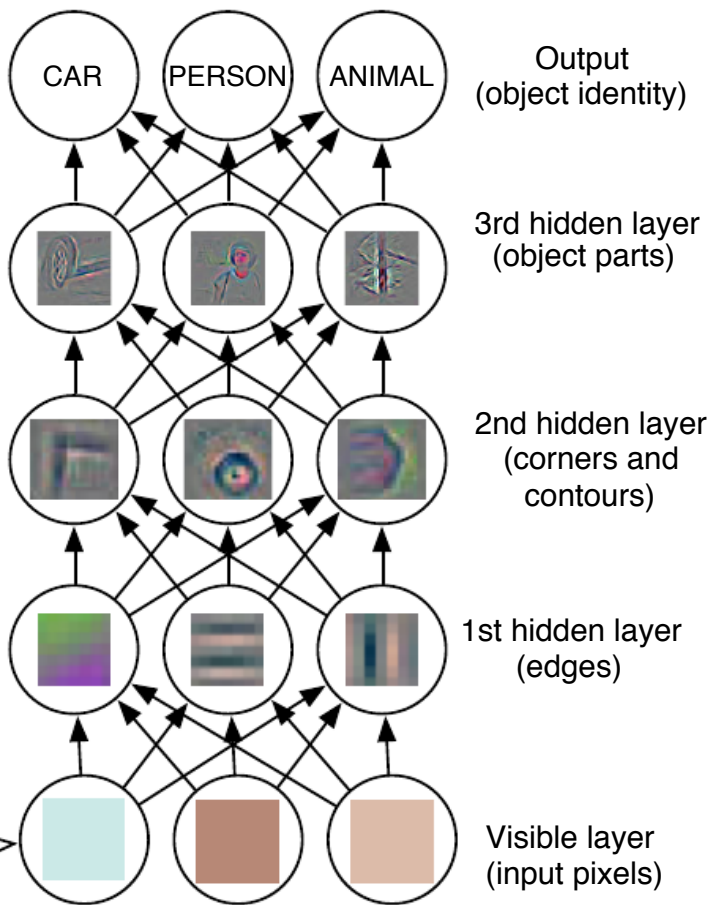 CAR
PERSON
ANIMAL
Output
(object identity)
3rd hidden layer
(object parts)
2nd hidden layer
(corners and
contours)
1st hidden layer
(edges)
Visible layer
(input pixels)